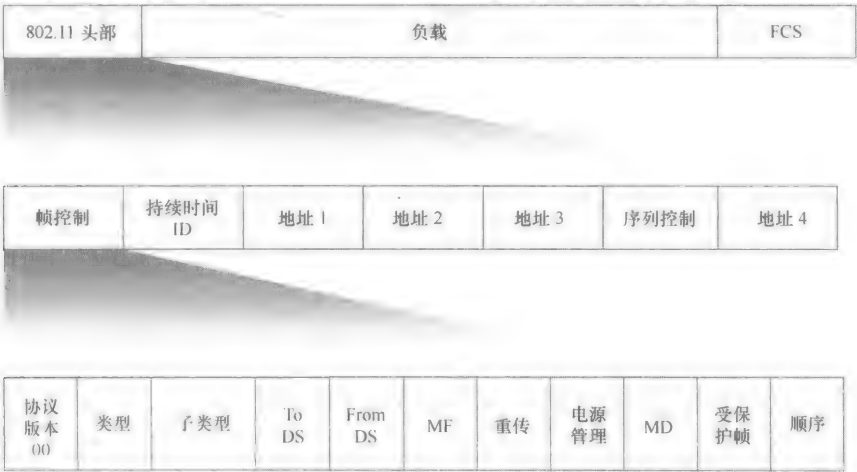 802.11 头部 负载 FCS
帧控制 持续时间 ID 地址 1 地址 2 地址 3 序列控制 地址 4
协议版本 00 类型 子类型 To DS From DS MF 重传 电源管理 MD 受保护帧 顺序